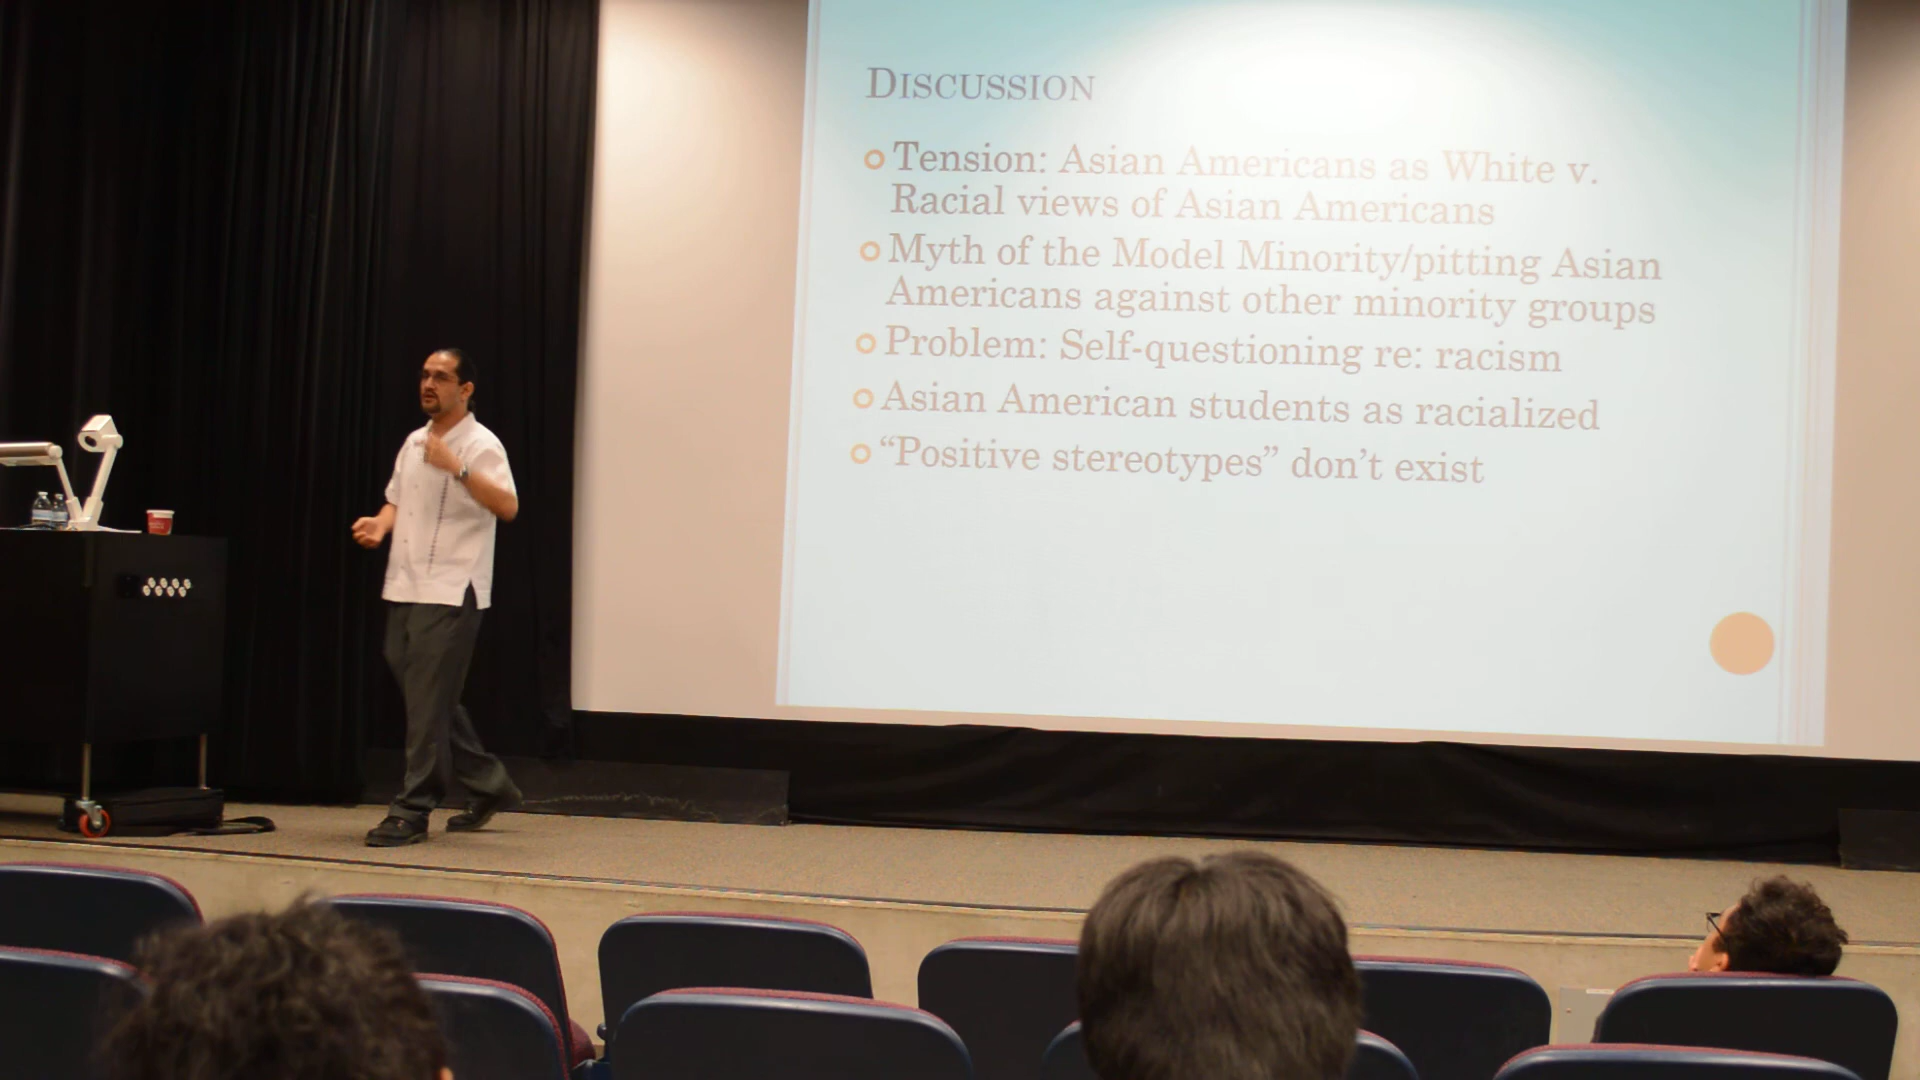 DISCUSSION
Tension: Asian Americans as White v.
Racial views of Asian Americans
Myth of the Model Minority/pitting Asian
Americans against other minority groups
Problem: Self-questioning re: racism
Asian American students as racialized
“Positive stereotypes” don’t exist